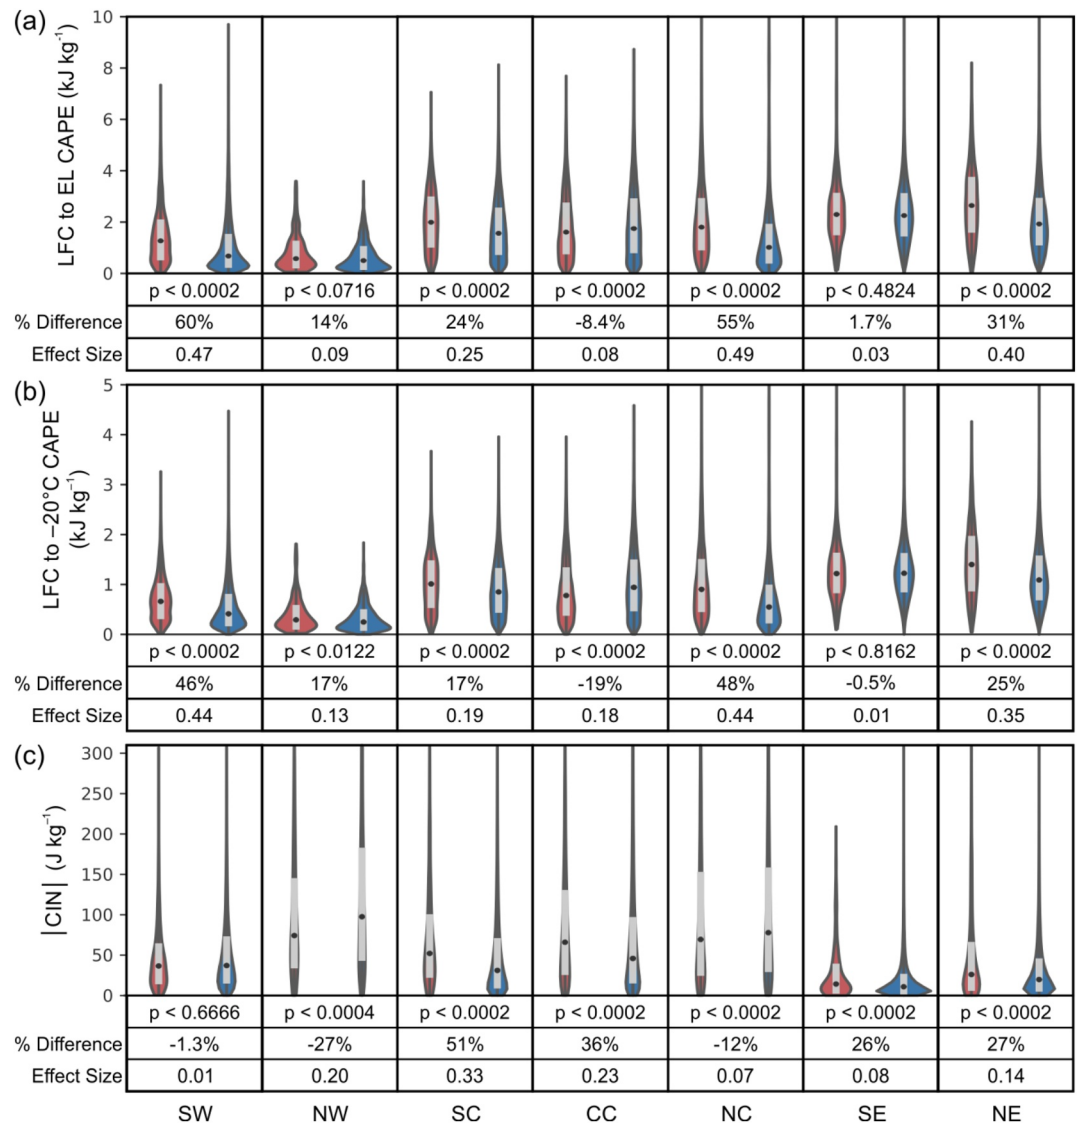 (a)
LFC to EL CAPE (kJ kg⁻¹)
10
8
6
4
2
0
p < 0.0002 p < 0.0716 p < 0.0002 p < 0.0002 p < 0.0002 p < 0.4824 p < 0.0002
% Difference 60% 14% 24% -8.4% 55% 1.7% 31%
Effect Size 0.47 0.09 0.25 0.08 0.49 0.03 0.40
(b)
LFC to –20°C CAPE
(kJ kg⁻¹)
5
4
3
2
1
0
p < 0.0002 p < 0.0122 p < 0.0002 p < 0.0002 p < 0.0002 p < 0.8162 p < 0.0002
% Difference 46% 17% 17% -19% 48% -0.5% 25%
Effect Size 0.44 0.13 0.19 0.18 0.44 0.01 0.35
(c)
|CIN| (J kg⁻¹)
300
250
200
150
100
50
0
p < 0.6666 p < 0.0004 p < 0.0002 p < 0.0002 p < 0.0002 p < 0.0002 p < 0.0002
% Difference -1.3% -27% 51% 36% -12% 26% 27%
Effect Size 0.01 0.20 0.33 0.23 0.07 0.08 0.14
SW NW SC CC NC SE NE